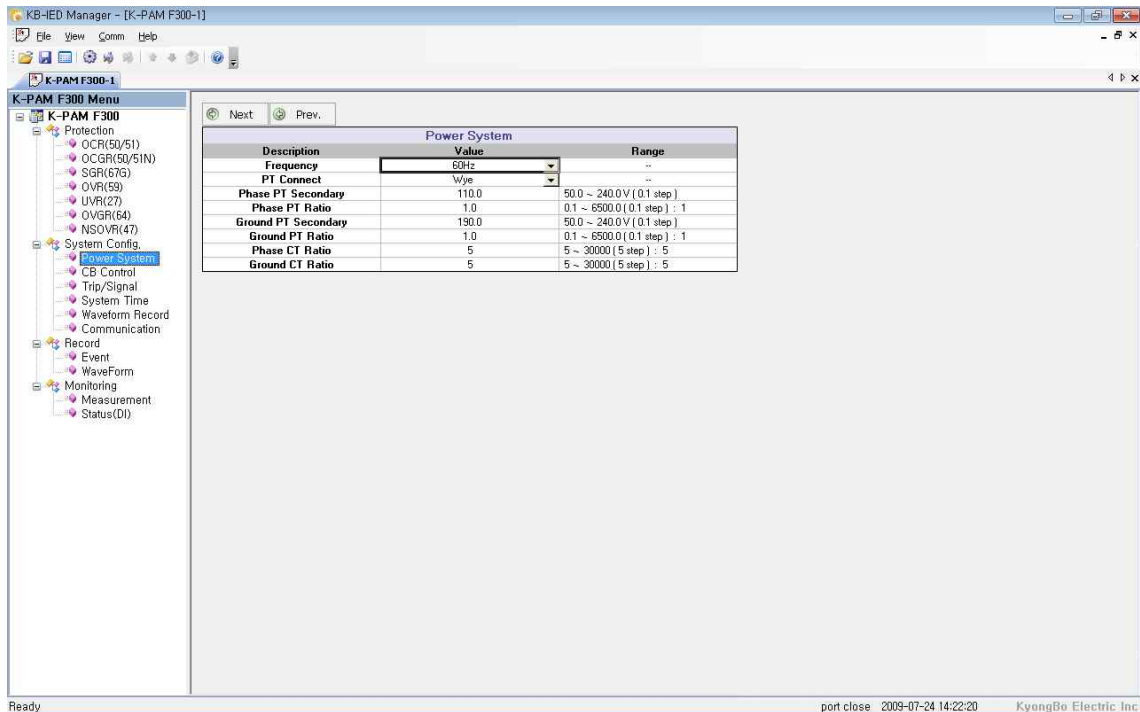 KB-IED Manager - [K-PAM F300-1]
File View Comm Help
K-PAM F300-1
K-PAM F300 Menu
K-PAM F300
Protection
OCR(50/51)
OCGR(50/51N)
SGR(67G)
OVR(59)
UVR(27)
OVGR(64)
NSOVR(47)
System Config.
Power System
CB Control
Trip/Signal
System Time
Waveform Record
Communication
Record
Event
WaveForm
Monitoring
Measurement
Status(DI)
Next Prev.
Power System
Description Value Range
Frequency 60Hz --
PT Connect Wye --
Phase PT Secondary 110.0 50.0 ~ 240.0 V ( 0.1 step )
Phase PT Ratio 1.0 0.1 ~ 6500.0 ( 0.1 step ) : 1
Ground PT Secondary 190.0 50.0 ~ 240.0 V ( 0.1 step )
Ground PT Ratio 1.0 0.1 ~ 6500.0 ( 0.1 step ) : 1
Phase CT Ratio 5 5 ~ 30000 ( 5 step ) : 5
Ground CT Ratio 5 5 ~ 30000 ( 5 step ) : 5
Ready port close 2009-07-24 14:22:20 KyongBo Electric Inc